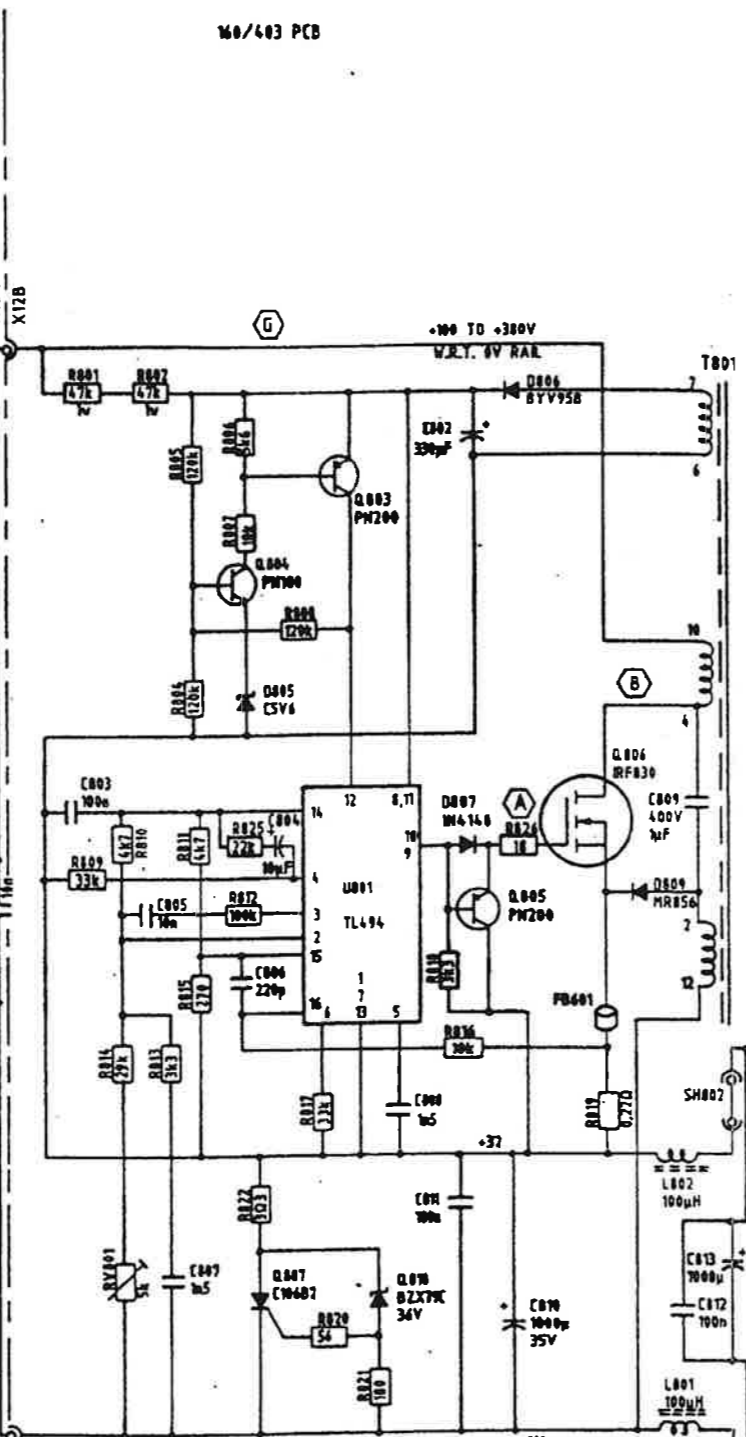 160/403 PCB
X12B
G
+100 TO +380V
W.R.T. 0V RAIL
T801
R801
47k
1W
R802
47k
1W
D806
BYV95B
7
6
R806
5k6
C802
330µF
+
R805
120k
Q803
PN200
R807
10k
Q804
PN100
R808
120k
10
B
4
R804
120k
D805
C5V6
Q806
IRF830
C803
100n
12
8,11
D807
1N4148
A
C809
400V
1µF
14
R825
22k
C804
+
10µF
R826
10
4k7
R810
R811
4k7
10
9
R809
33k
4
U801
TL494
D809
MR856
Q805
PN200
C805
10n
R812
100k
3
2
15
2
12
C806
220p
1
7
R818
3k3
R815
270
16
6
13
5
FB601
R816
10k
R814
R813
3k3
R817
33k
C808
1n5
R819
0,22Ω
SH802
+32
L802
100µH
R822
3Ω3
C811
100n
RV801
5k
C807
1n5
Q807
C106B2
Q810
BZX79C
36V
C813
1000µ
+
C812
100n
R820
56
+
C810
1000µ
35V
R821
100
L801
100µH